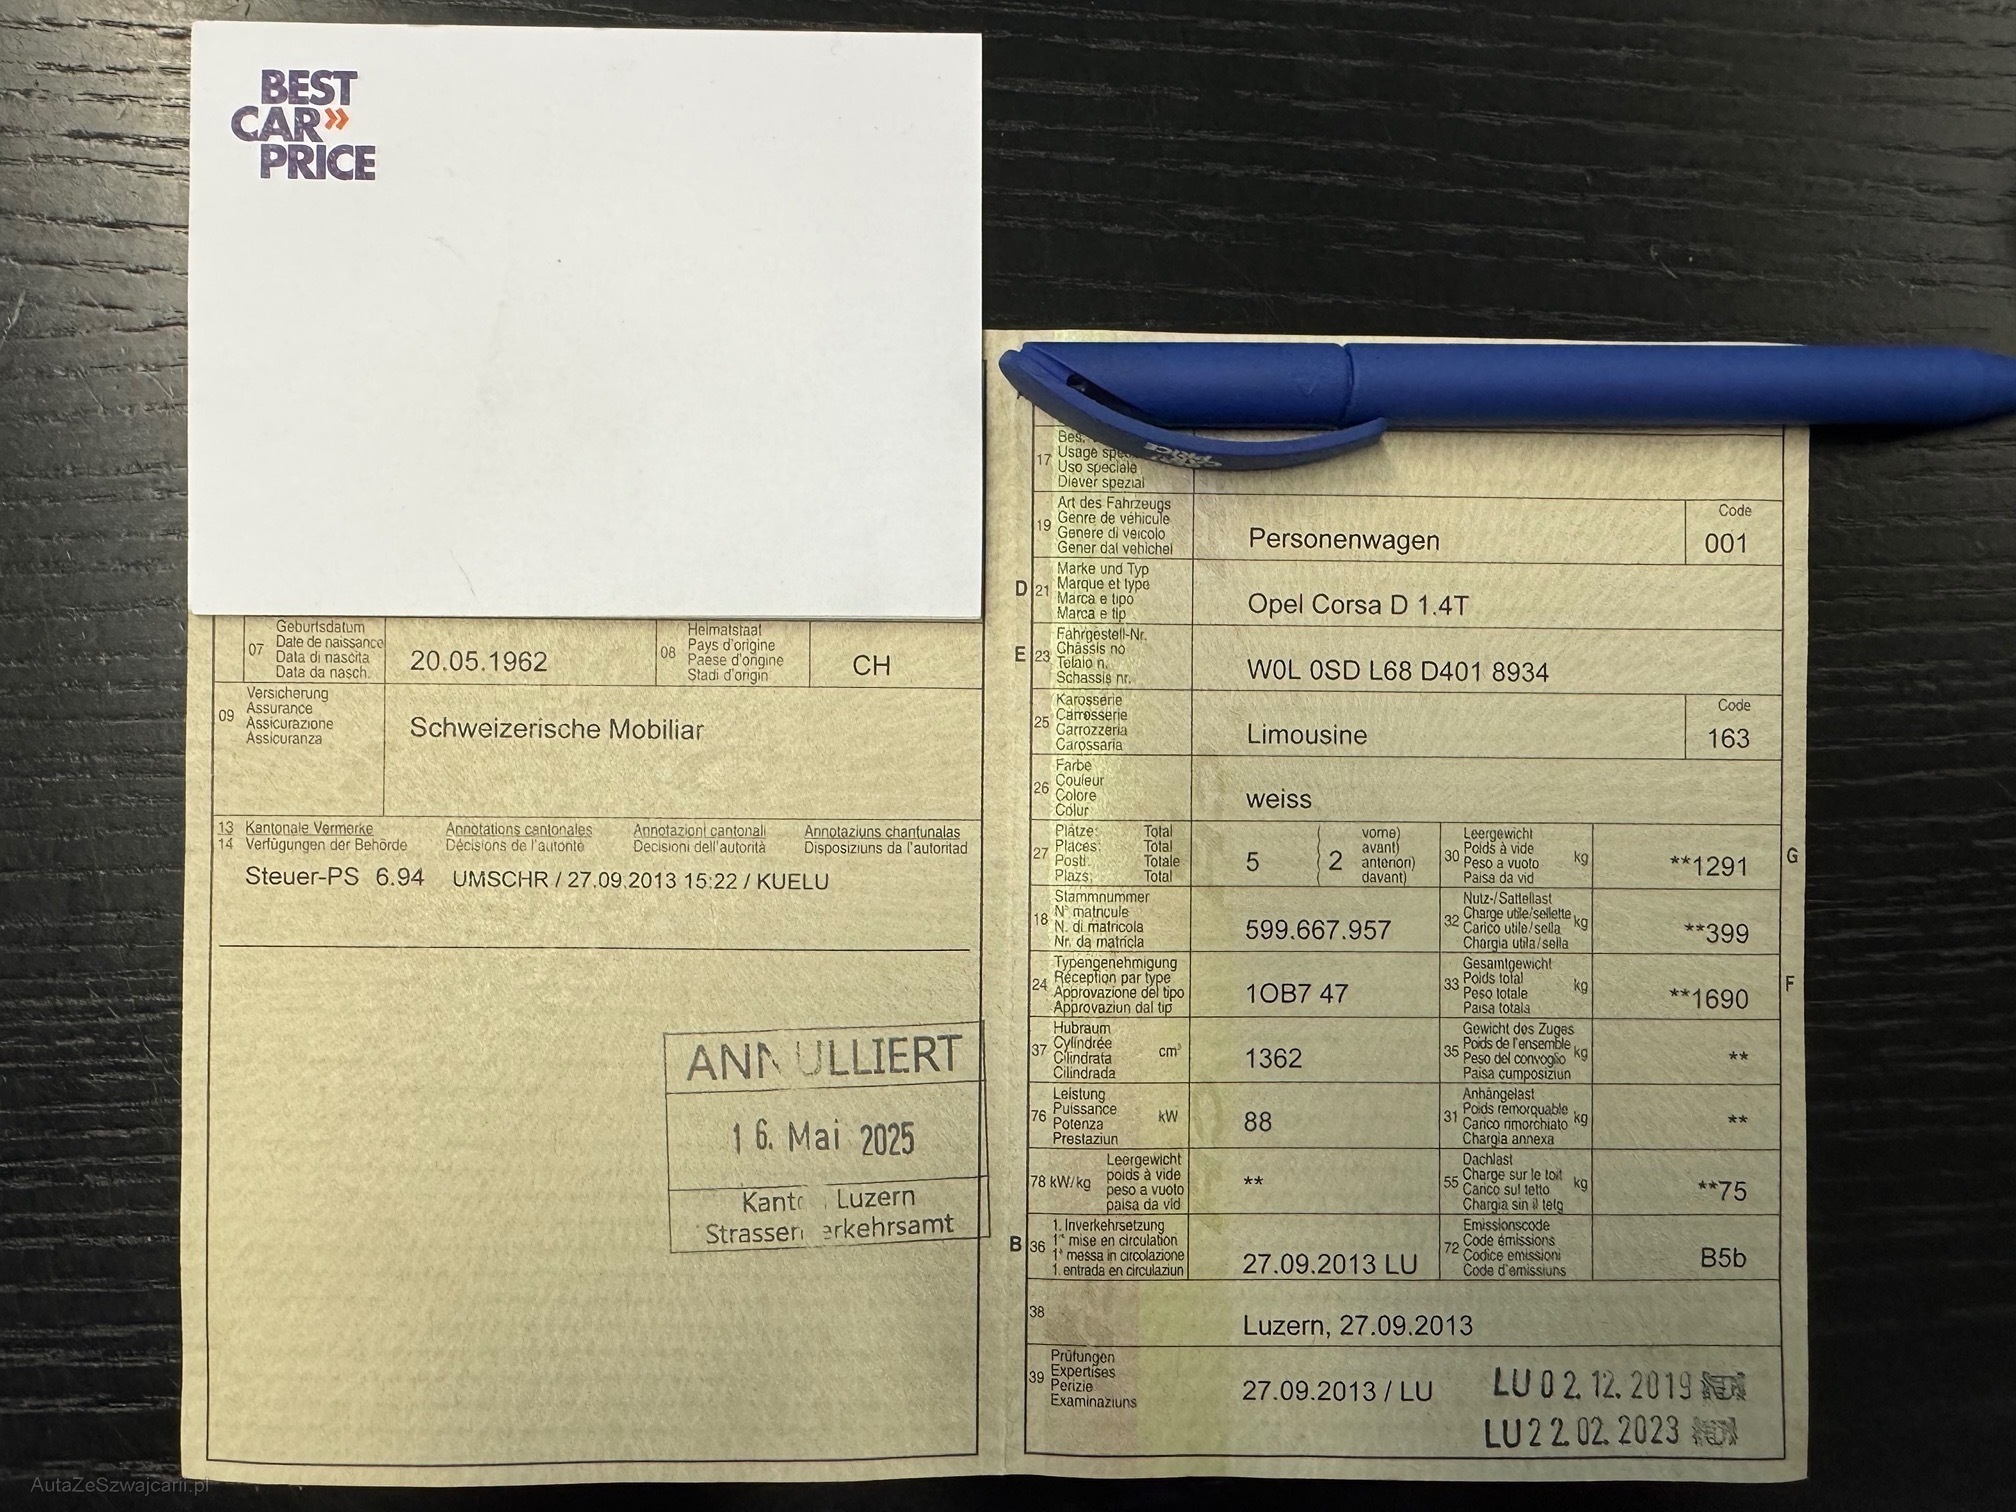 BEST
CAR»
PRICE
07 Geburtsdatum
Date de naissance
Data di nascita
Data da nasch.
20.05.1962
08 Heimatstaat
Pays d'origine
Paese d'origine
Stadi d'origin
CH
09 Versicherung
Assurance
Assicurazione
Assicuranza
Schweizerische Mobiliar
13 Kantonale Vermerke Annotations cantonales Annotazioni cantonali Annotaziuns chantunalas
14 Verfügungen der Behörde Décisions de l'autorité Decisioni dell'autorità Disposiziuns da l'autoritad
Steuer-PS 6.94 UMSCHR / 27.09.2013 15:22 / KUELU
ANNULLIERT
16. Mai 2025
Luzern
17 Bes.
Usage
Uso speciale
Diever spezial
19 Art des Fahrzeugs
Genre de véhicule
Genere di veicolo
Gener dal vehichel
Personenwagen
Code
001
D 21 Marke und Typ
Marque et type
Marca e tipo
Marca e tip
Opel Corsa D 1.4T
E 23 Fahrgestell-Nr.
Châssis no
Telaio n.
Schassis nr.
W0L 0SD L68 D401 8934
25 Karosserie
Carrosserie
Carrozzeria
Carossaria
Limousine
Code
163
26 Farbe
Couleur
Colore
Colur
weiss
27 Plätze: Total
Places: Total
Posti: Totale
Plazs: Total
5 ( 2 vorne)
avant)
anteriori)
davant)
30 Leergewicht
Poids à vide
Peso a vuoto
Paisa da vid
kg
**1291
G
18 Stammnummer
N° matricule
N. di matricola
Nr. da matricla
599.667.957
32 Nutz-/Sattellast
Charge utile/sellette
Carico utile/sella
Chargia utila/sella
kg
**399
24 Typengenehmigung
Réception par type
Approvazione del tipo
Approvaziun dal tip
1OB7 47
33 Gesamtgewicht
Poids total
Peso totale
Paisa totala
kg
**1690
F
37 Hubraum
Cylindrée
Cilindrata
Cilindrada
cm³
1362
35 Gewicht des Zuges
Poids de l'ensemble
Peso del convoglio
Paisa cumposiziun
kg
**
76 Leistung
Puissance
Potenza
Prestaziun
kW
88
31 Anhängelast
Poids remorquable
Carico rimorchiato
Chargia annexa
kg
**
78 kW/kg Leergewicht
poids à vide
peso a vuoto
paisa da vid
**
55 Dachlast
Charge sur le toit
Carico sul tetto
Chargia sin il tetg
kg
**75
B 36 1. Inverkehrsetzung
1re mise en circulation
1a messa in circolazione
1. entrada en circulaziun
27.09.2013 LU
72 Emissionscode
Code émissions
Codice emissioni
Code d'emissiuns
B5b
38
Luzern, 27.09.2013
39 Prüfungen
Expertises
Perizie
Examinaziuns
27.09.2013 / LU
LU 02.12.2019
LU 22.02.2023
AutaZeSzwajcarii.pl